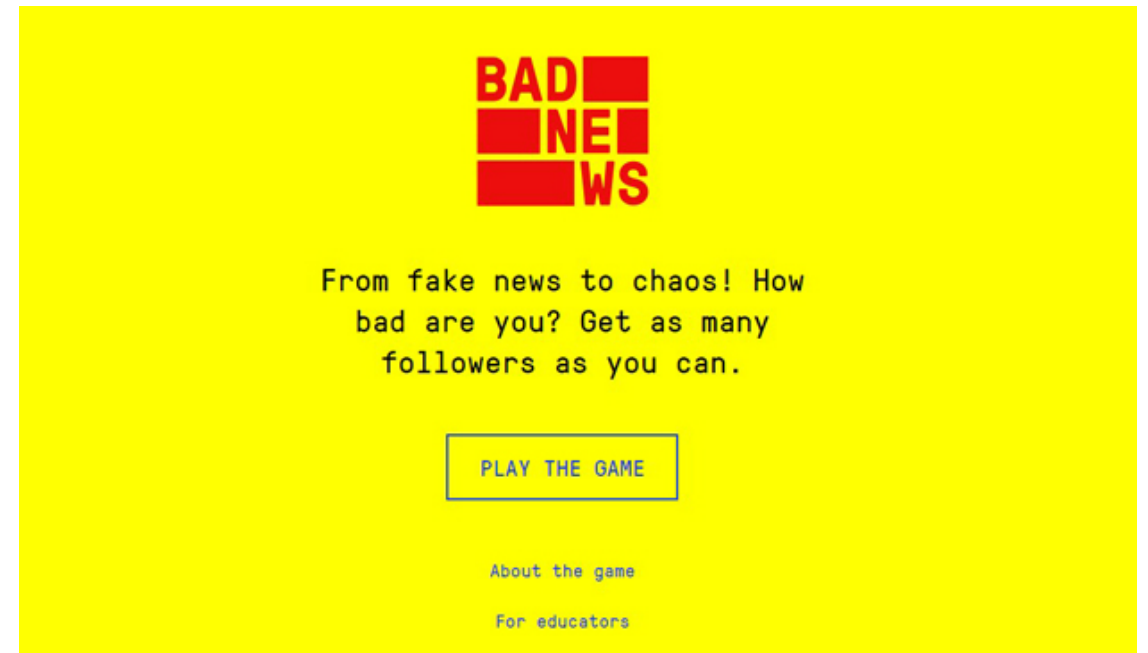 BAD
NE
WS
From fake news to chaos! How
bad are you? Get as many
followers as you can.
PLAY THE GAME
About the game
For educators